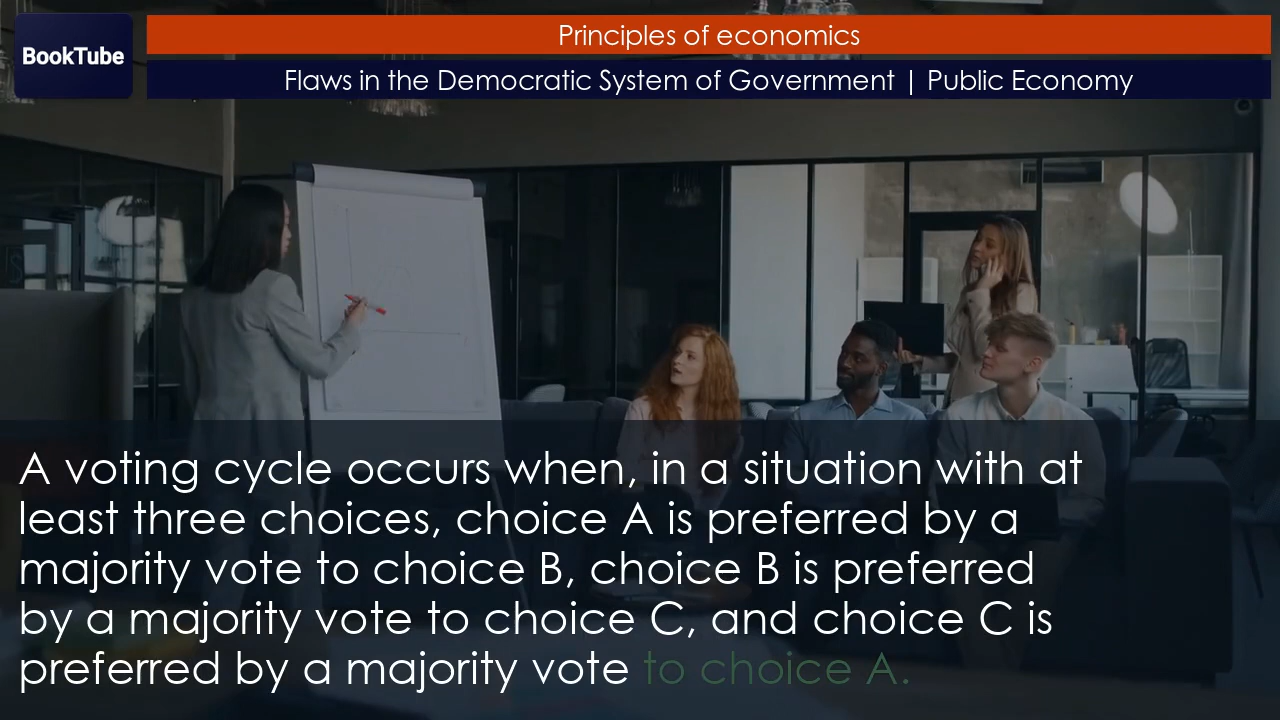 BookTube
Principles of economics
Flaws in the Democratic System of Government | Public Economy
A voting cycle occurs when, in a situation with at
least three choices, choice A is preferred by a
majority vote to choice B, choice B is preferred
by a majority vote to choice C, and choice C is
preferred by a majority vote to choice A.